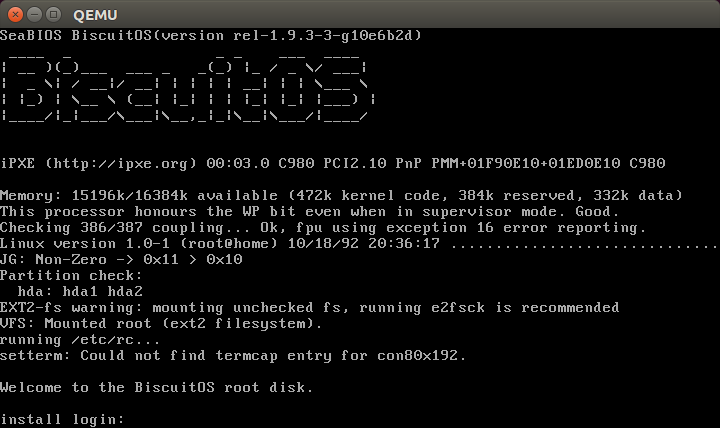 QEMU
SeaBIOS BiscuitOS(version rel-1.9.3-3-g10e6b2d)
BiscuitOS
iPXE (http://ipxe.org) 00:03.0 C980 PCI2.10 PnP PMM+01F90E10+01ED0E10 C980
Memory: 15196k/16384k available (472k kernel code, 384k reserved, 332k data)
This processor honours the WP bit even when in supervisor mode. Good.
Checking 386/387 coupling... Ok, fpu using exception 16 error reporting.
Linux version 1.0-1 (root@home) 10/18/92 20:36:17 ..............................
JG: Non-Zero -> 0x11 > 0x10
Partition check:
hda: hda1 hda2
EXT2-fs warning: mounting unchecked fs, running e2fsck is recommended
VFS: Mounted root (ext2 filesystem).
running /etc/rc...
setterm: Could not find termcap entry for con80x192.
Welcome to the BiscuitOS root disk.
install login: